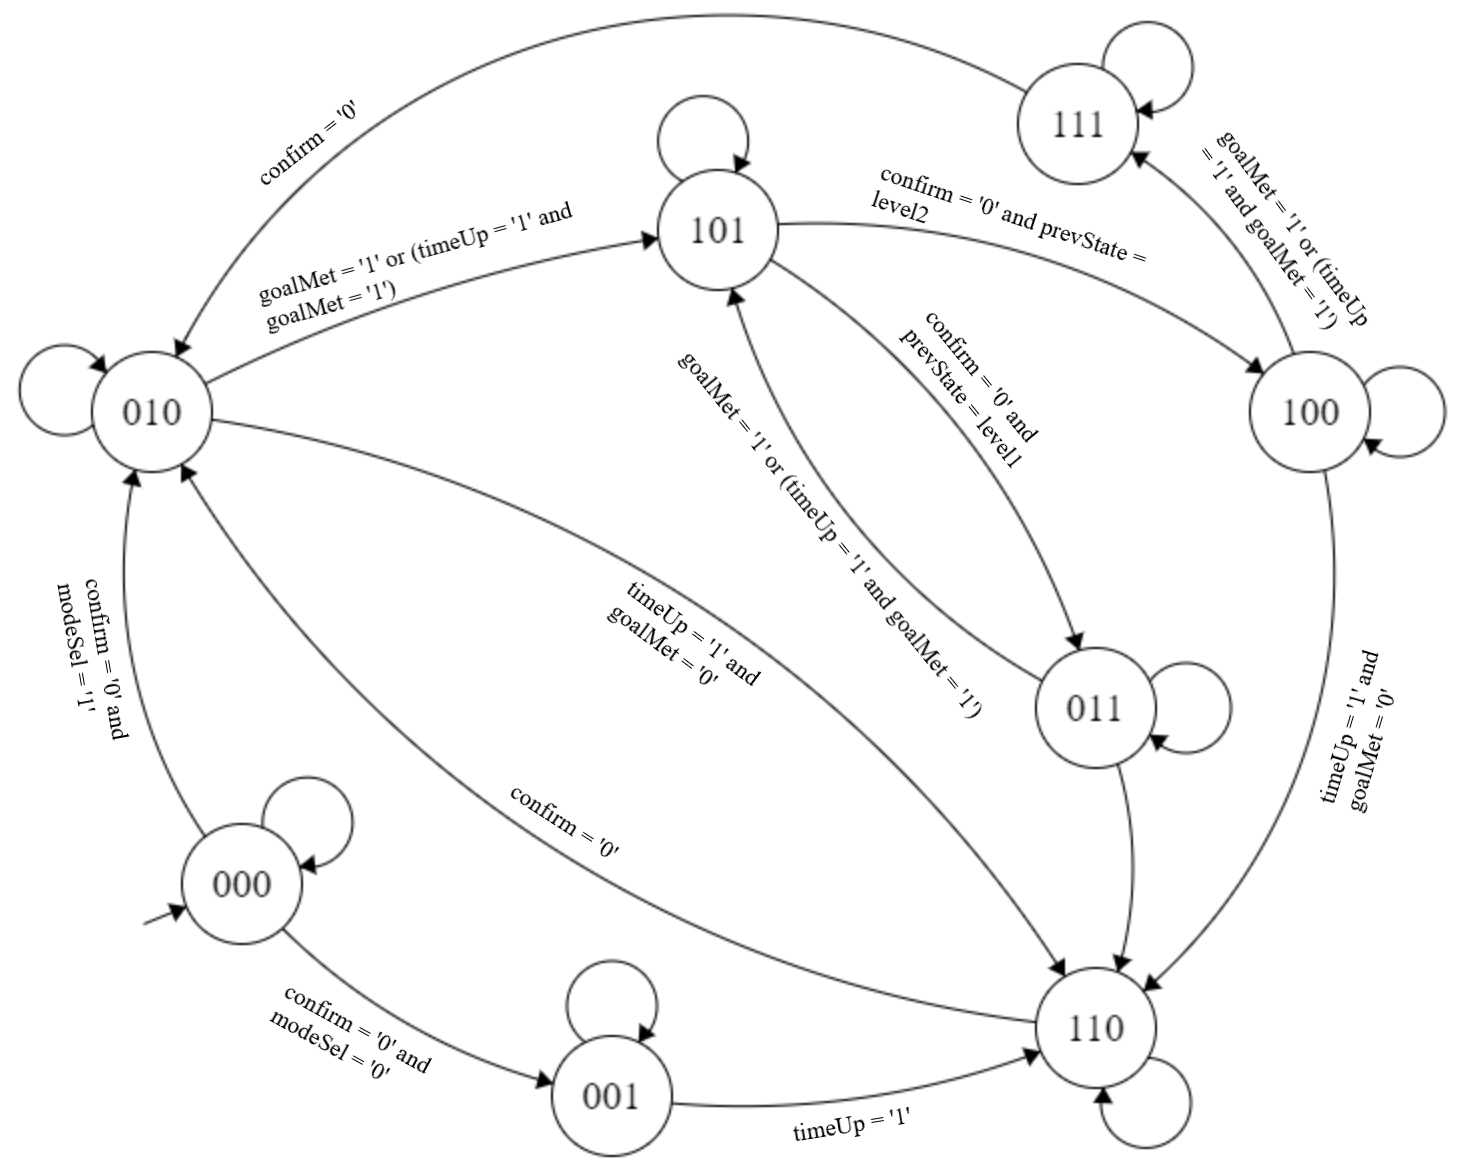 confirm = '0'
111
goalMet = '1' or (timeUp
= '1' and goalMet = '1')
101
confirm = '0' and prevState =
level2
goalMet = '1' or (timeUp = '1' and
goalMet = '1')
confirm = '0' and
prevState = level1
010
100
goalMet = '1' or (timeUp = '1' and goalMet = '1')
confirm = '0' and
modeSel = '1'
timeUp = '1' and
goalMet = '0'
011
timeUp = '1' and
goalMet = '0'
confirm = '0'
000
confirm = '0' and
modeSel = '0'
110
001
timeUp = '1'